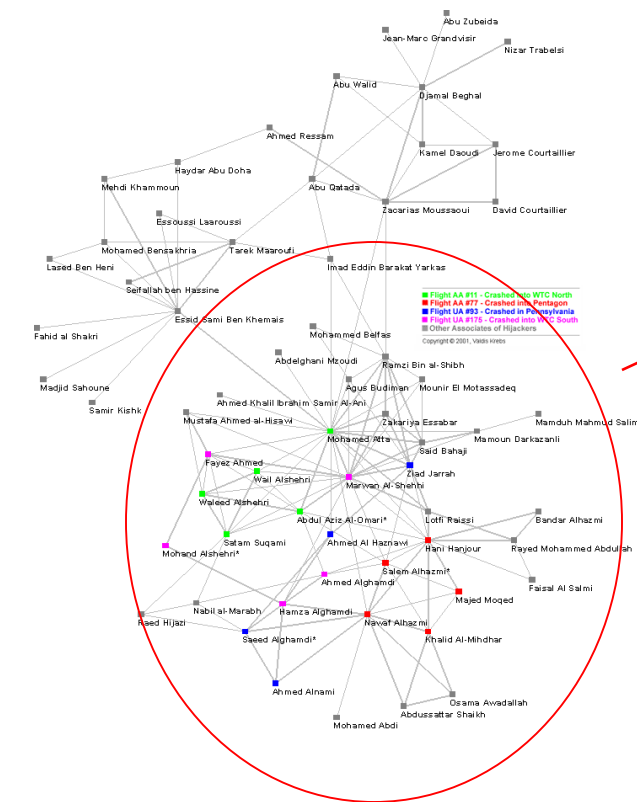 Abu Zubeida
Jean-Marc Grandvisir
Nizar Trabelsi
Abu Walid
Djamal Beghal
Ahmed Ressam
Kamel Daoudi
Jerome Courtaillier
Haydar Abu Doha
Mehdi Khammoun
Abu Qatada
Zacarias Moussaoui
David Courtaillier
Essoussi Laaroussi
Mohamed Bensakhria
Tarek Maaroufi
Lased Ben Heni
Imad Eddin Barakat Yarkas
Seifallah ben Hassine
Flight AA #11 - Crashed into WTC North
Flight AA #77 - Crashed into Pentagon
Flight UA #93 - Crashed in Pennsylvania
Flight UA #175 - Crashed into WTC South
Other Associates of Hijackers
Copyright © 2001, Valdis Krebs
Essid Sami Ben Khemais
Fahid al Shakri
Mohammed Belfas
Abdelghani Mzoudi
Ramzi Bin al-Shibh
Madjid Sahoune
Agus Budiman
Mounir El Motassadeq
Samir Kishk
Ahmed Khalil Ibrahim Samir Al-Ani
Mustafa Ahmed al-Hisawi
Zakariya Essabar
Mamduh Mahmud Salim
Mohamed Atta
Said Bahaji
Mamoun Darkazanli
Fayez Ahmed
Wail Alshehri
Marwan Al-Shehhi
Ziad Jarrah
Waleed Alshehri
Abdul Aziz Al-Omari*
Lotfi Raissi
Bandar Alhazmi
Satam Suqami
Ahmed Al Haznawi
Hani Hanjour
Rayed Mohammed Abdullah
Mohand Alshehri*
Salem Alhazmi*
Ahmed Alghamdi
Faisal Al Salmi
Majed Moqed
Nabil al-Marabh
Hamza Alghamdi
Raed Hijazi
Nawaf Alhazmi
Saeed Alghamdi*
Khalid Al-Mihdhar
Ahmed Alnami
Osama Awadallah
Abdussattar Shaikh
Mohamed Abdi